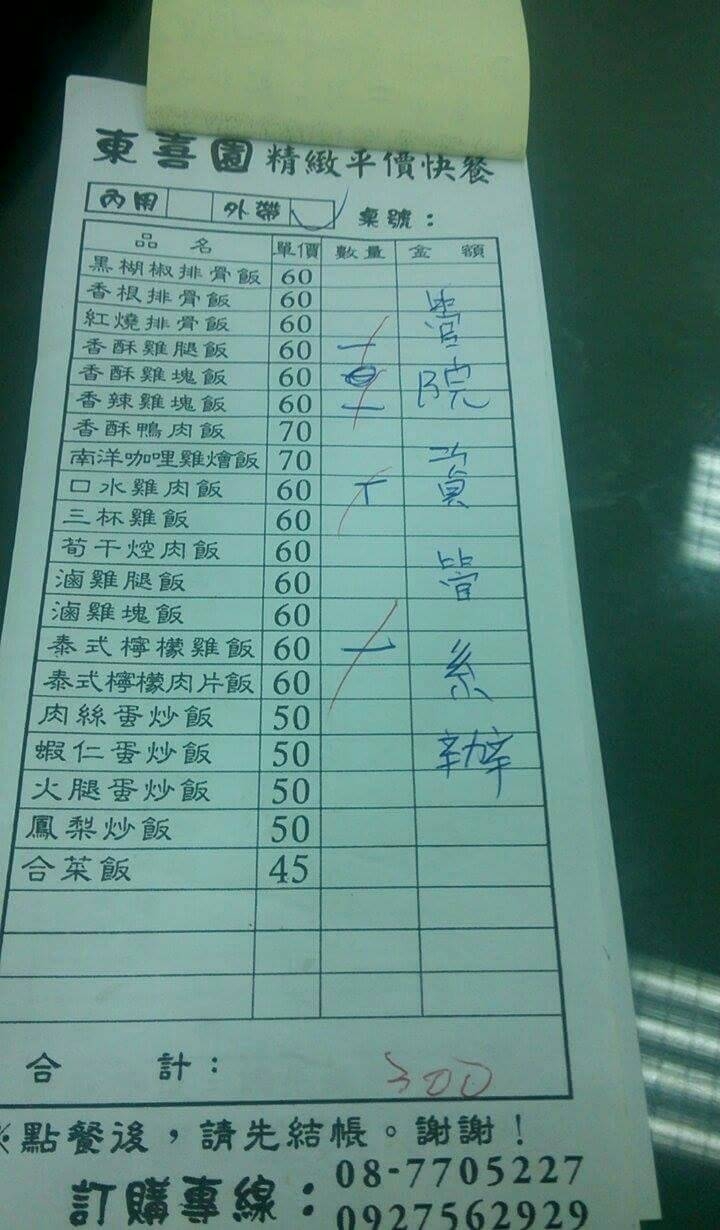 東喜園 精緻平價快餐
內用 外帶 桌號：
品名 單價 數量 金額
黑椒排骨飯 60
香根排骨飯 60
紅燒排骨飯 60
香酥雞腿飯 60 一
香酥雞塊飯 60
香辣雞塊飯 60 一
香酥鴨肉飯 70
南洋咖哩雞燴飯 70
口水雞肉飯 60 T
三杯雞飯 60
荀干焢肉飯 60
滷雞腿飯 60
滷雞塊飯 60
泰式檸檬雞飯 60 一
泰式檸檬肉片飯 60
肉絲蛋炒飯 50
蝦仁蛋炒飯 50
火腿蛋炒飯 50
鳳梨炒飯 50
合菜飯 45
院
管
系
辦
合計： 300
※點餐後，請先結帳。謝謝！
訂購專線：08-7705227
0927562929